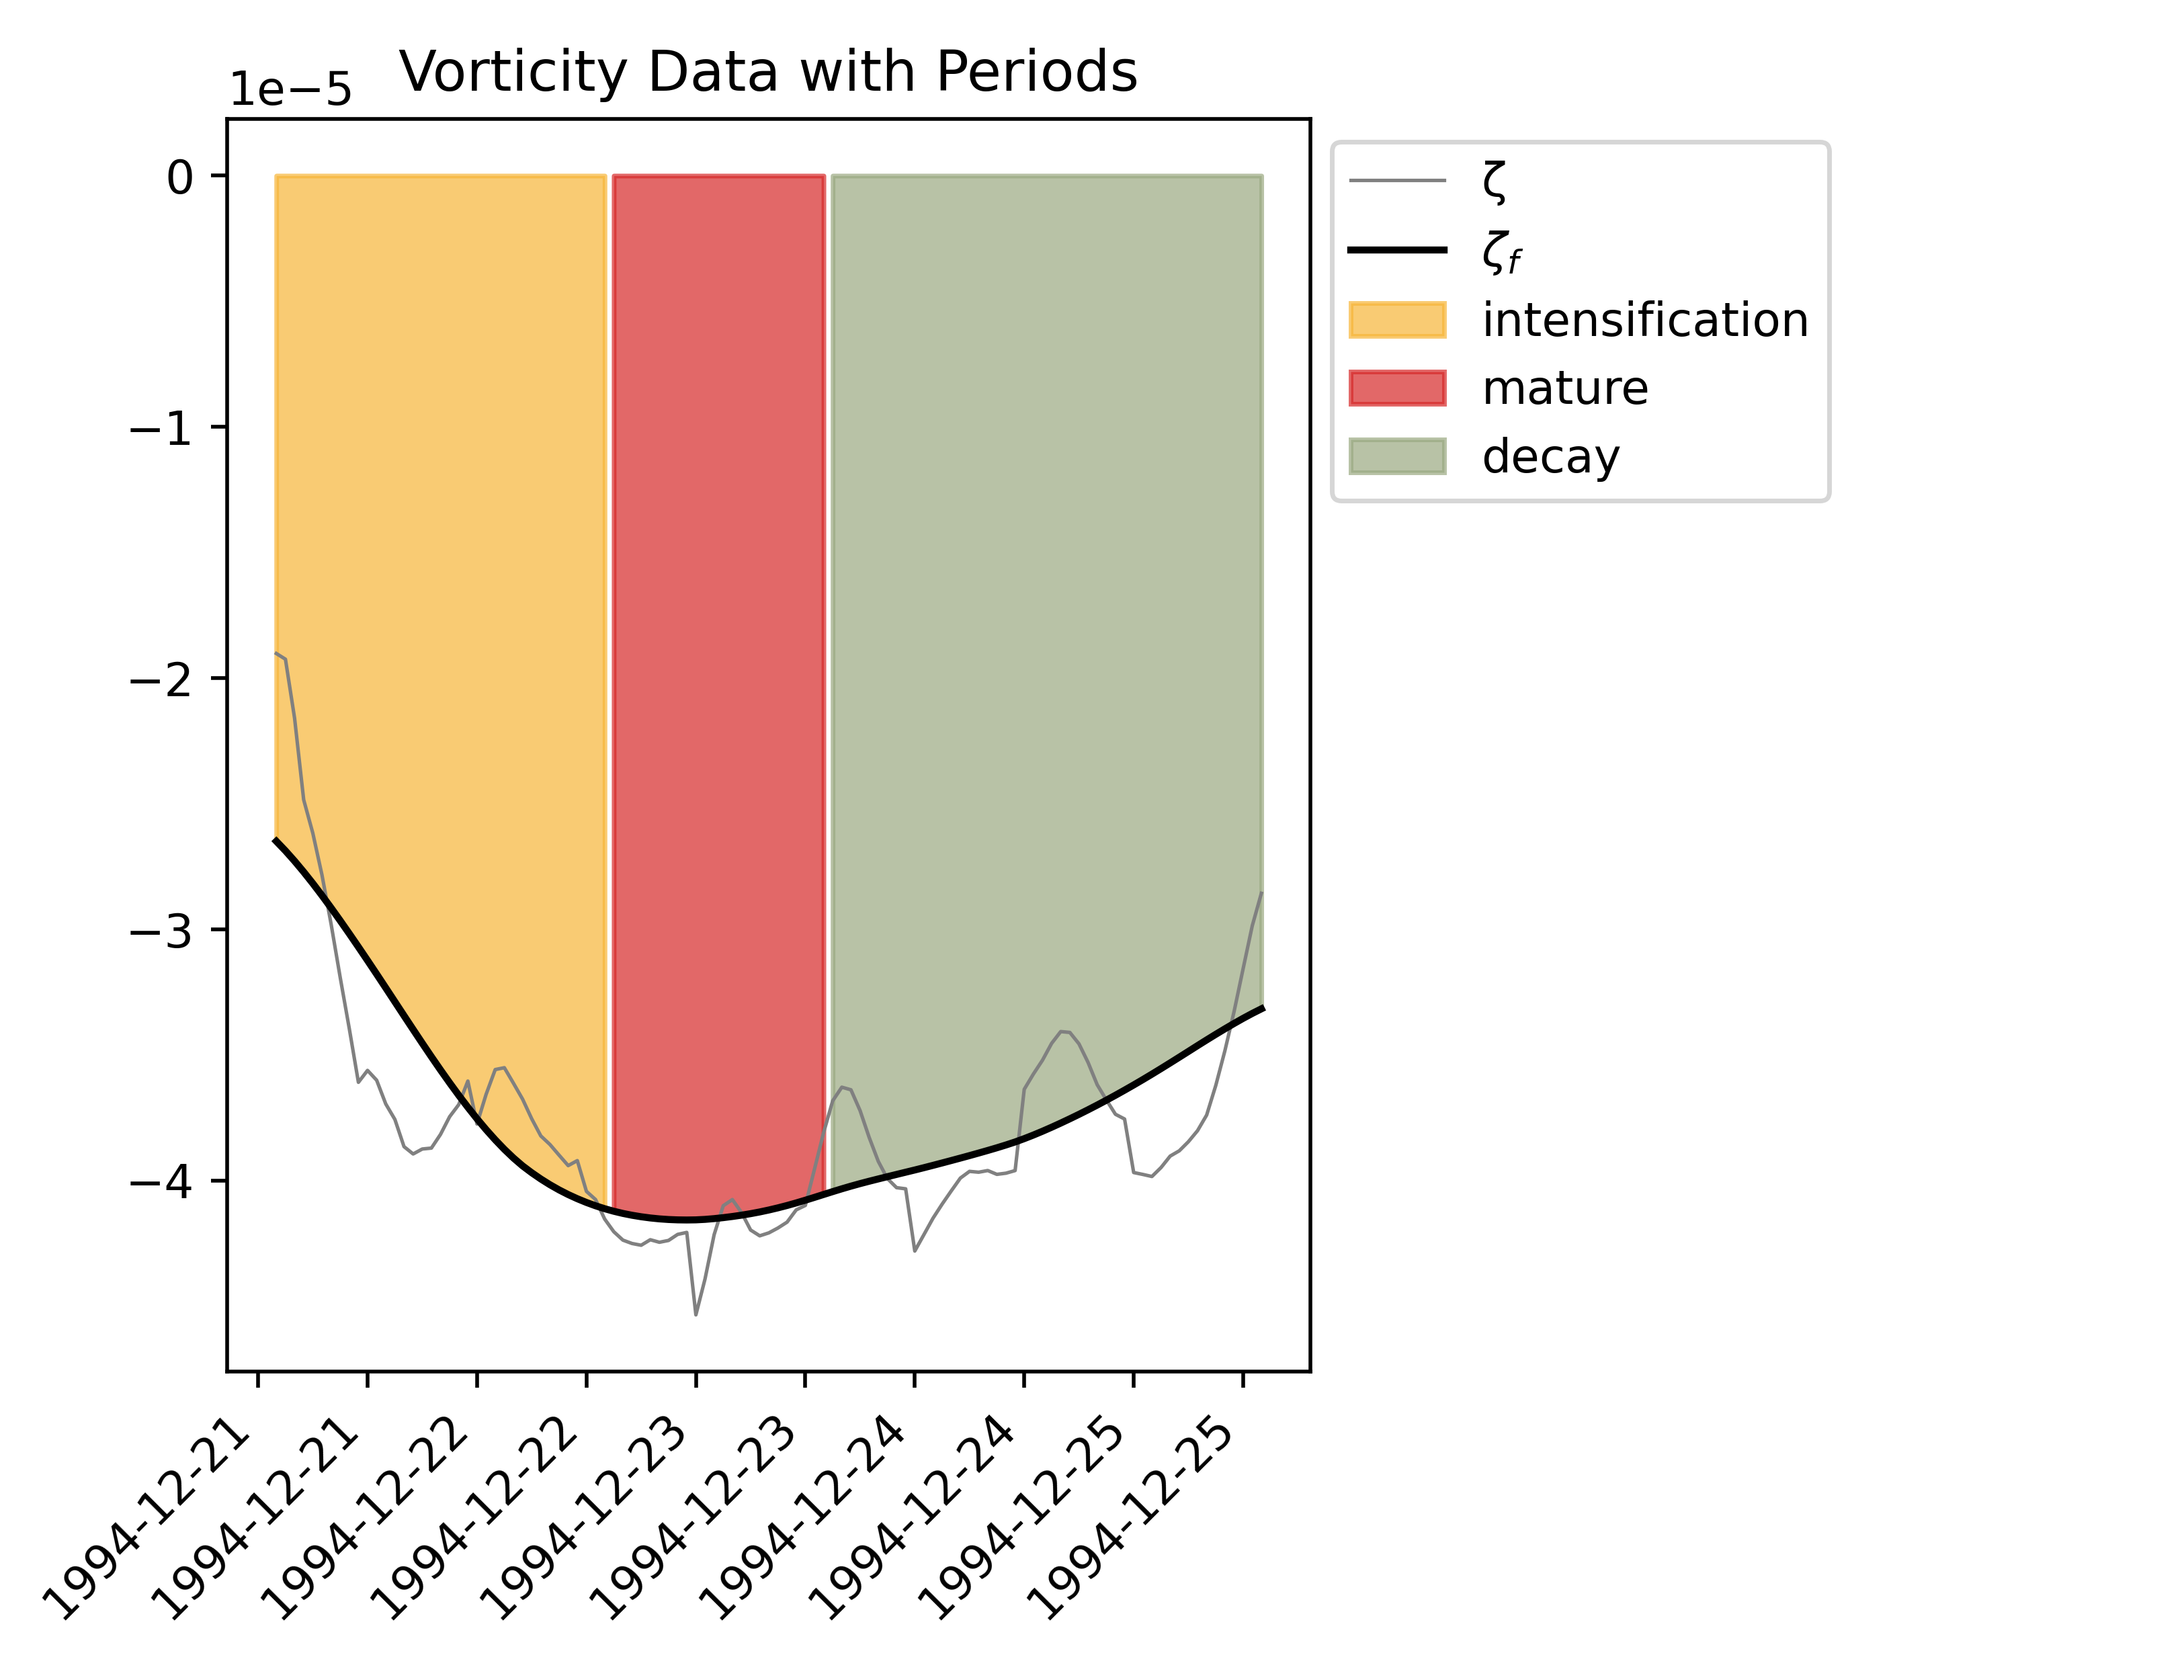 Vorticity Data with Periods
1e−5
0
−1
−2
−3
−4
1994-12-21
1994-12-21
1994-12-22
1994-12-22
1994-12-23
1994-12-23
1994-12-24
1994-12-24
1994-12-25
1994-12-25
ζ
ζf
intensification
mature
decay